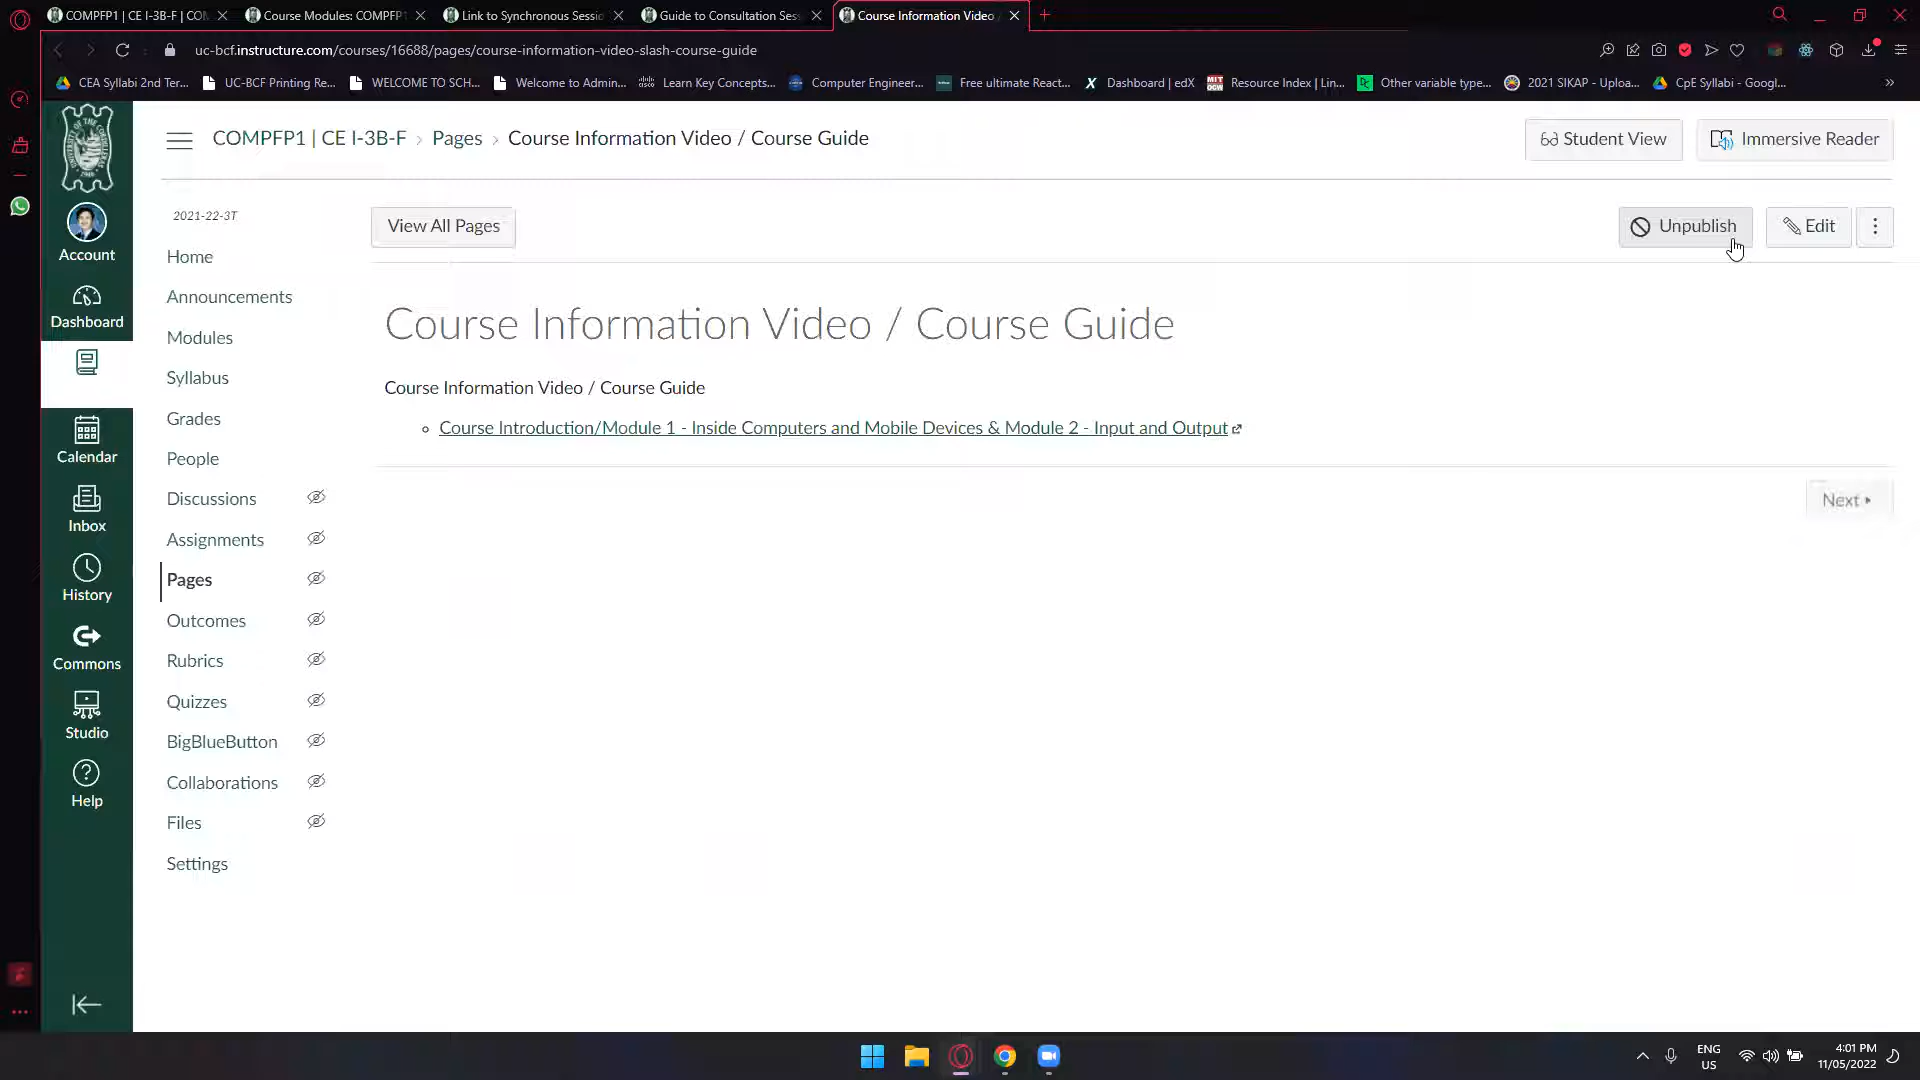 COMPFP1 | CE I-3B-F | CO
Course Modules: COMPFP1
Link to Synchronous Sessio
Guide to Consultation Sess
Course Information Video
uc-bcf.instructure.com/courses/16688/pages/course-information-video-slash-course-guide
CEA Syllabi 2nd Ter...
UC-BCF Printing Re...
WELCOME TO SCH...
Welcome to Admin...
Learn Key Concepts...
Computer Engineer...
Free ultimate React...
Dashboard | edX
Resource Index | Lin...
Other variable type...
2021 SIKAP - Uploa...
CpE Syllabi - Googl...
»
COMPFP1 | CE I-3B-F › Pages › Course Information Video / Course Guide
Student View
Immersive Reader
Account
Dashboard
Calendar
Inbox
History
Commons
Studio
Help
2021-22-3T
Home
Announcements
Modules
Syllabus
Grades
People
Discussions
Assignments
Pages
Outcomes
Rubrics
Quizzes
BigBlueButton
Collaborations
Files
Settings
View All Pages
Unpublish
Edit
Course Information Video / Course Guide
Course Information Video / Course Guide
Course Introduction/Module 1 - Inside Computers and Mobile Devices & Module 2 - Input and Output
Next
ENG
US
4:01 PM
11/05/2022